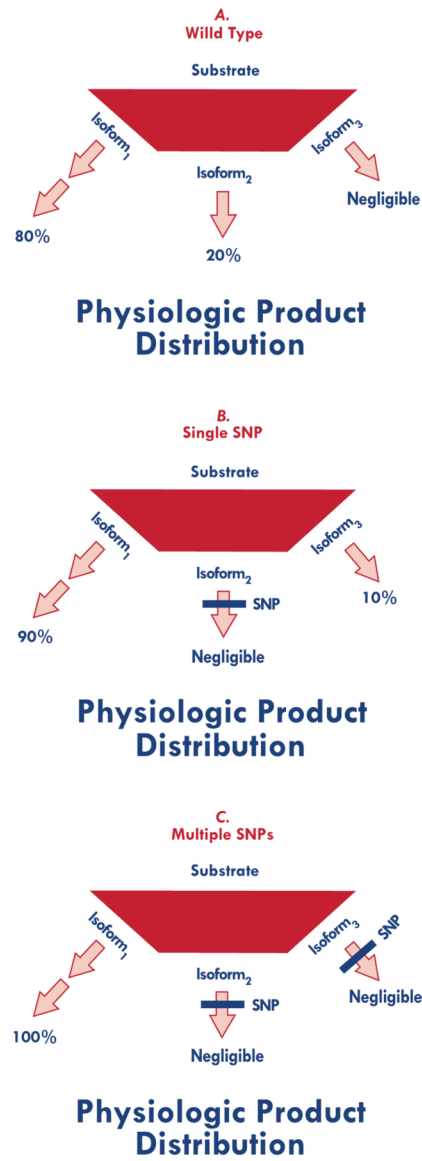 A.
Willd Type
Substrate
Isoform1
Isoform2
Isoform3
80%
20%
Negligible
Physiologic Product
Distribution
B.
Single SNP
Substrate
Isoform1
Isoform2
Isoform3
SNP
90%
Negligible
10%
Physiologic Product
Distribution
C.
Multiple SNPs
Substrate
Isoform1
Isoform2
Isoform3
SNP
SNP
100%
Negligible
Negligible
Physiologic Product
Distribution